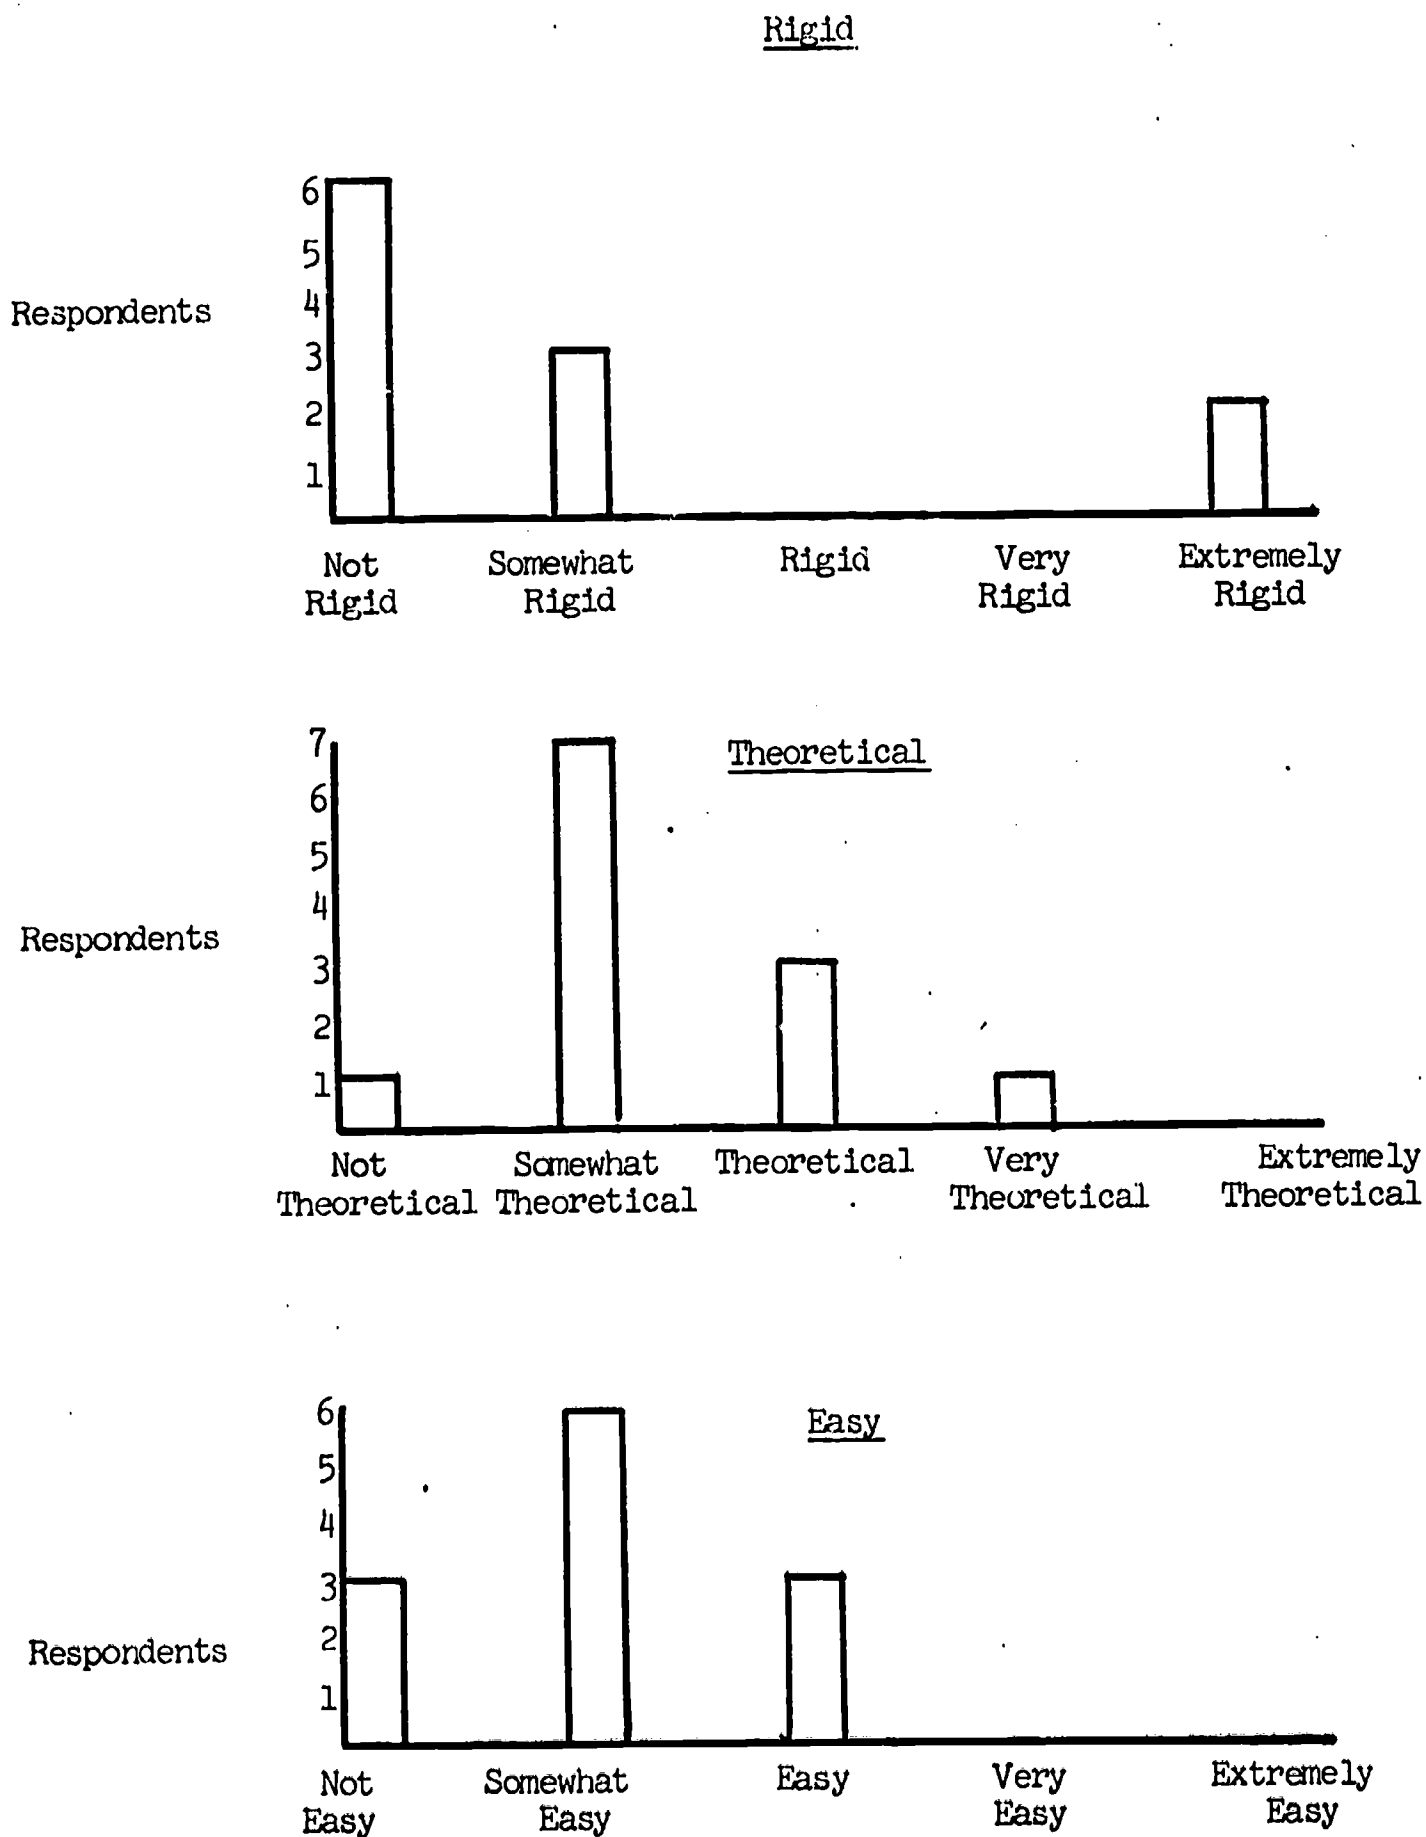 Rigid
6
5
4
3
2
1
Respondents
Not Somewhat Rigid Very Extremely
Rigid Rigid Rigid Rigid
Theoretical
7
6
5
4
3
2
1
Respondents
Not Somewhat Theoretical Very Extremely
Theoretical Theoretical Theoretical Theoretical
Easy
6
5
4
3
2
1
Respondents
Not Somewhat Easy Very Extremely
Easy Easy Easy Easy